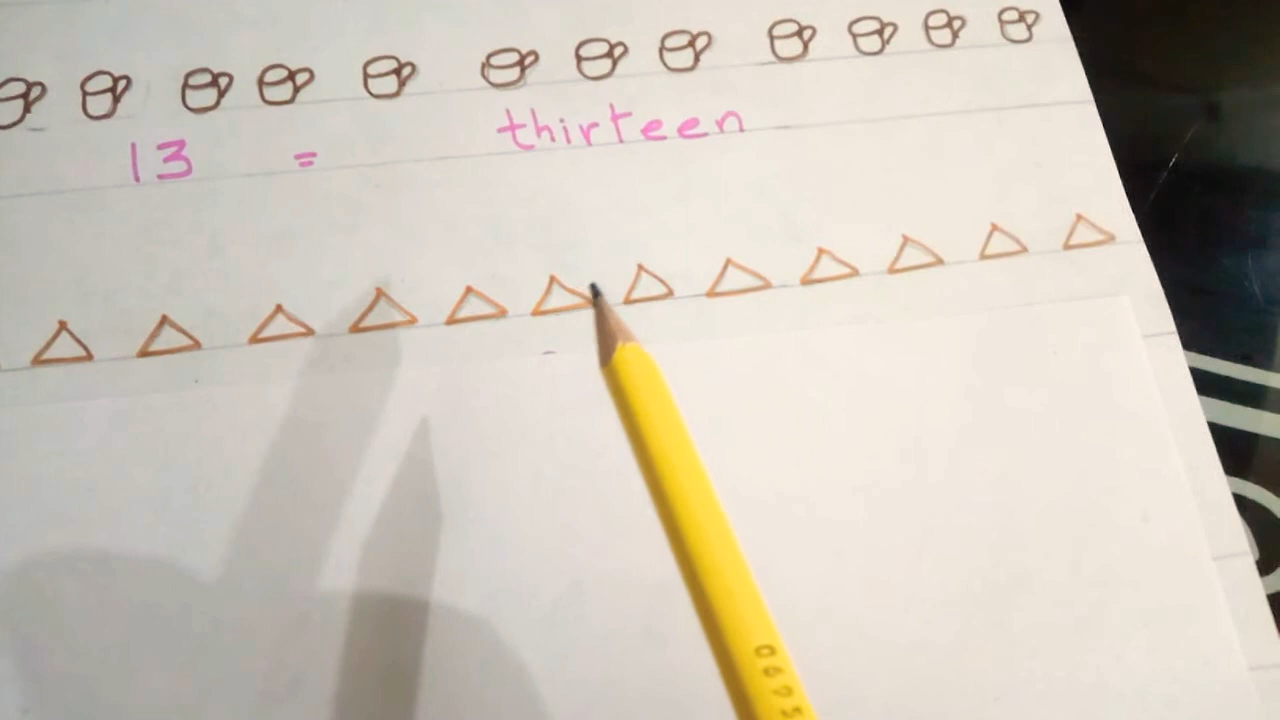 13 = thirteen